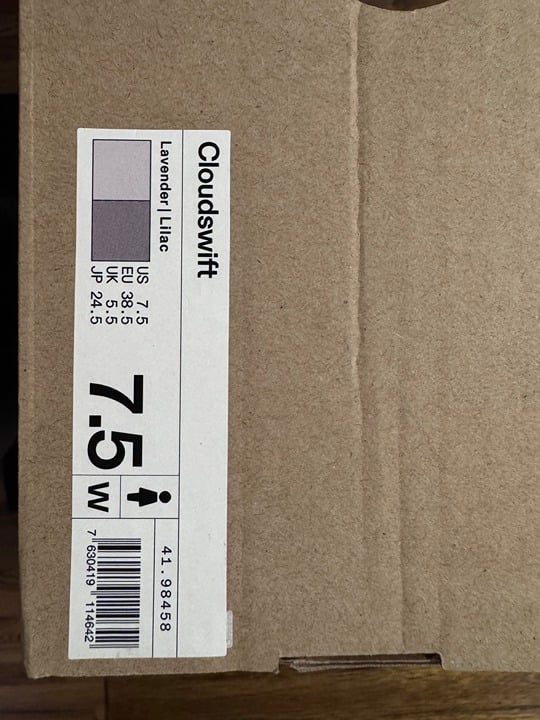 Cloudswift
Lavender | Lilac
US 7.5
EU 38.5
UK 5.5
JP 24.5
7.5
W
41.98458
7 630419 114642